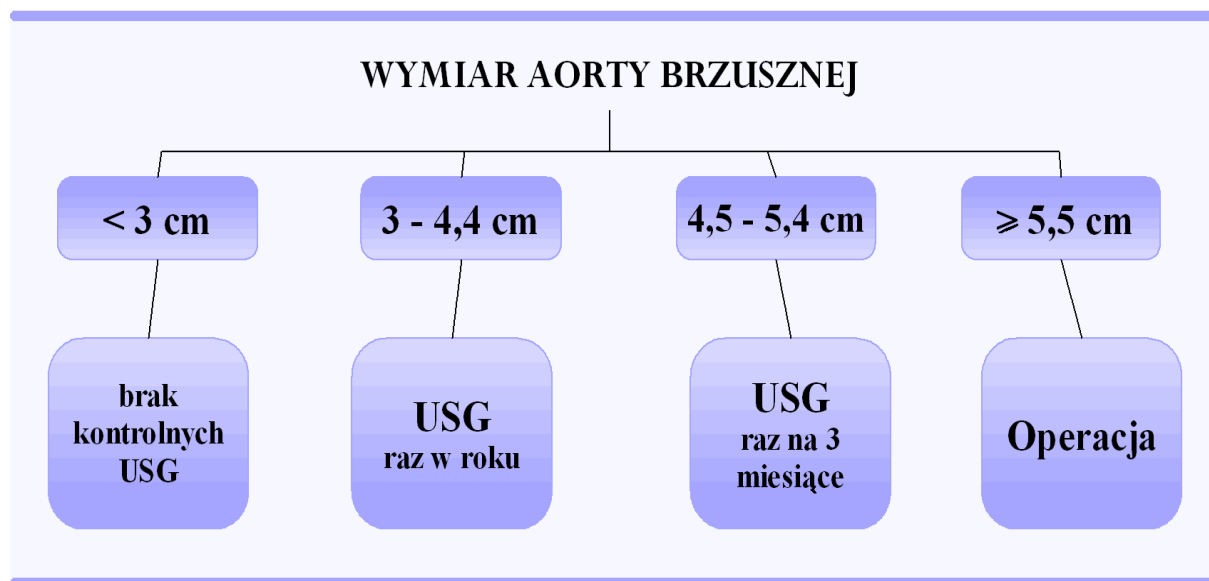 WYMIAR AORTY BRZUSZNEJ
< 3 cm
3 - 4,4 cm
4,5 - 5,4 cm
⩾ 5,5 cm
brak
kontrolnych
USG
USG
raz w roku
USG
raz na 3
miesiące
Operacja